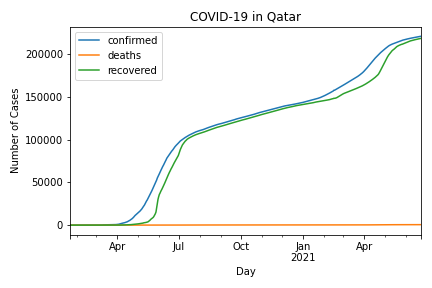 COVID-19 in Qatar
confirmed
deaths
recovered
Number of Cases
200000
150000
100000
50000
0
Apr
Jul
Oct
Jan
2021
Apr
Day